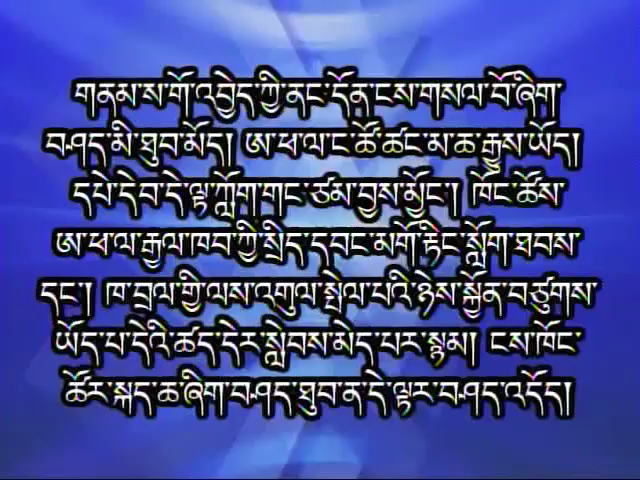 གནམ་ས་གོ་འབྱེད་ཀྱི་ནང་དོན་ངས་གསལ་བོ་ཞིག་
བཤད་མི་ཐུབ་མོད། ཨ་ཕ་ལ་ང་ཚོ་ཚང་མ་ཆ་རྒྱུས་ཡོད།
དཔེ་དེབ་དེ་ལྟ་ཀློག་གང་ཙམ་བྱས་མྱོང་། ཁོང་ཚོས་
ཨ་ཕ་ལ་རྒྱལ་ཁབ་ཀྱི་སྲིད་དབང་མགོ་རྟིང་སློག་ཐབས་
དང་། ཁ་བྲལ་གྱི་ལས་འགུལ་སྤེལ་པའི་ཉེས་སྐྱོན་བཙུགས་
ཡོད་པ་དེའི་ཚད་དེར་སླེབས་མེད་པར་སྙམ། ངས་ཁོང་
ཚོར་སྐད་ཆ་ཞིག་བཤད་ཐུབ་ན་དེ་ལྟར་བཤད་འདོད།